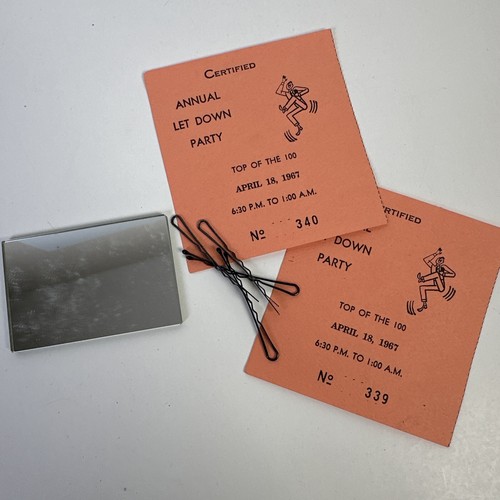 CERTIFIED
ANNUAL
LET DOWN
PARTY
TOP OF THE 100
APRIL 18, 1967
6:30 P.M. TO 1:00 A.M.
Nº 340
RTIFIED
L
DOWN
PARTY
TOP OF THE 100
APRIL 18, 1967
6:30 P.M. TO 1:00 A.M.
Nº 339